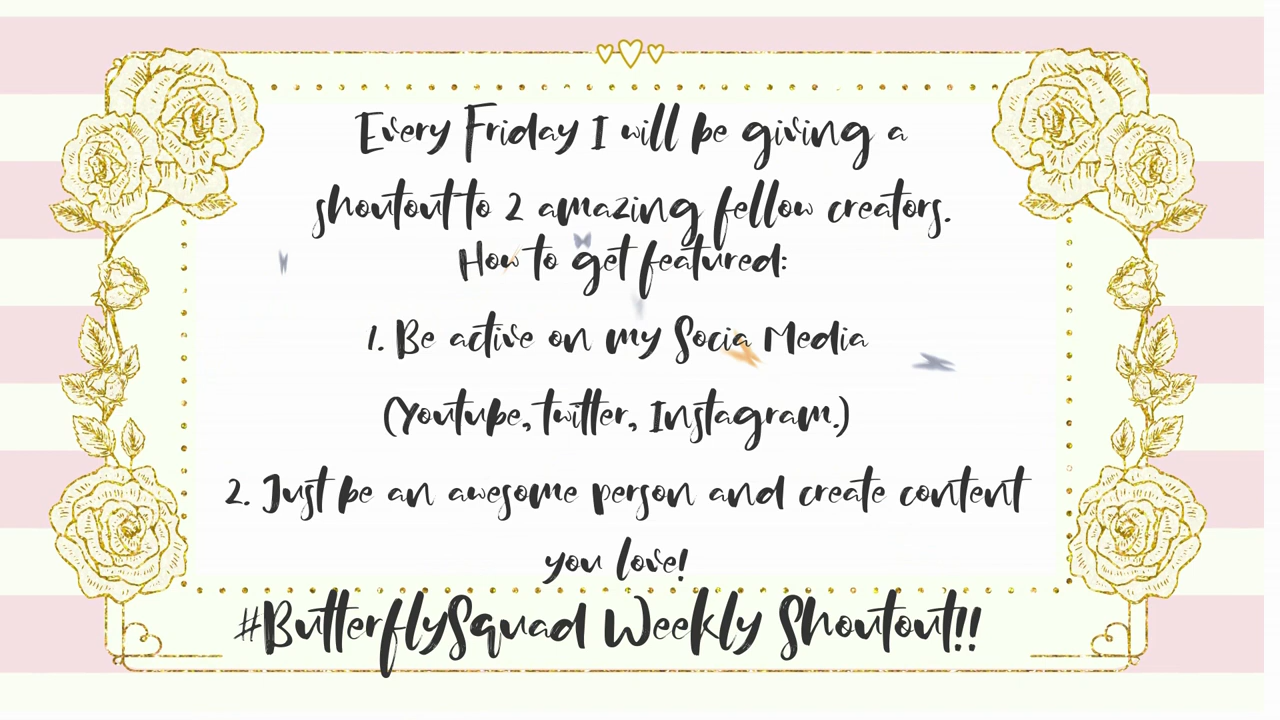 Every Friday I will be giving a
shoutout to 2 amazing fellow creators.
How to get featured:
1. Be active on my Socia Media
(Youtube, twitter, Instagram.)
2. Just be an awesome person and create content
you love!
#ButterflySquad Weekly Shoutout!!